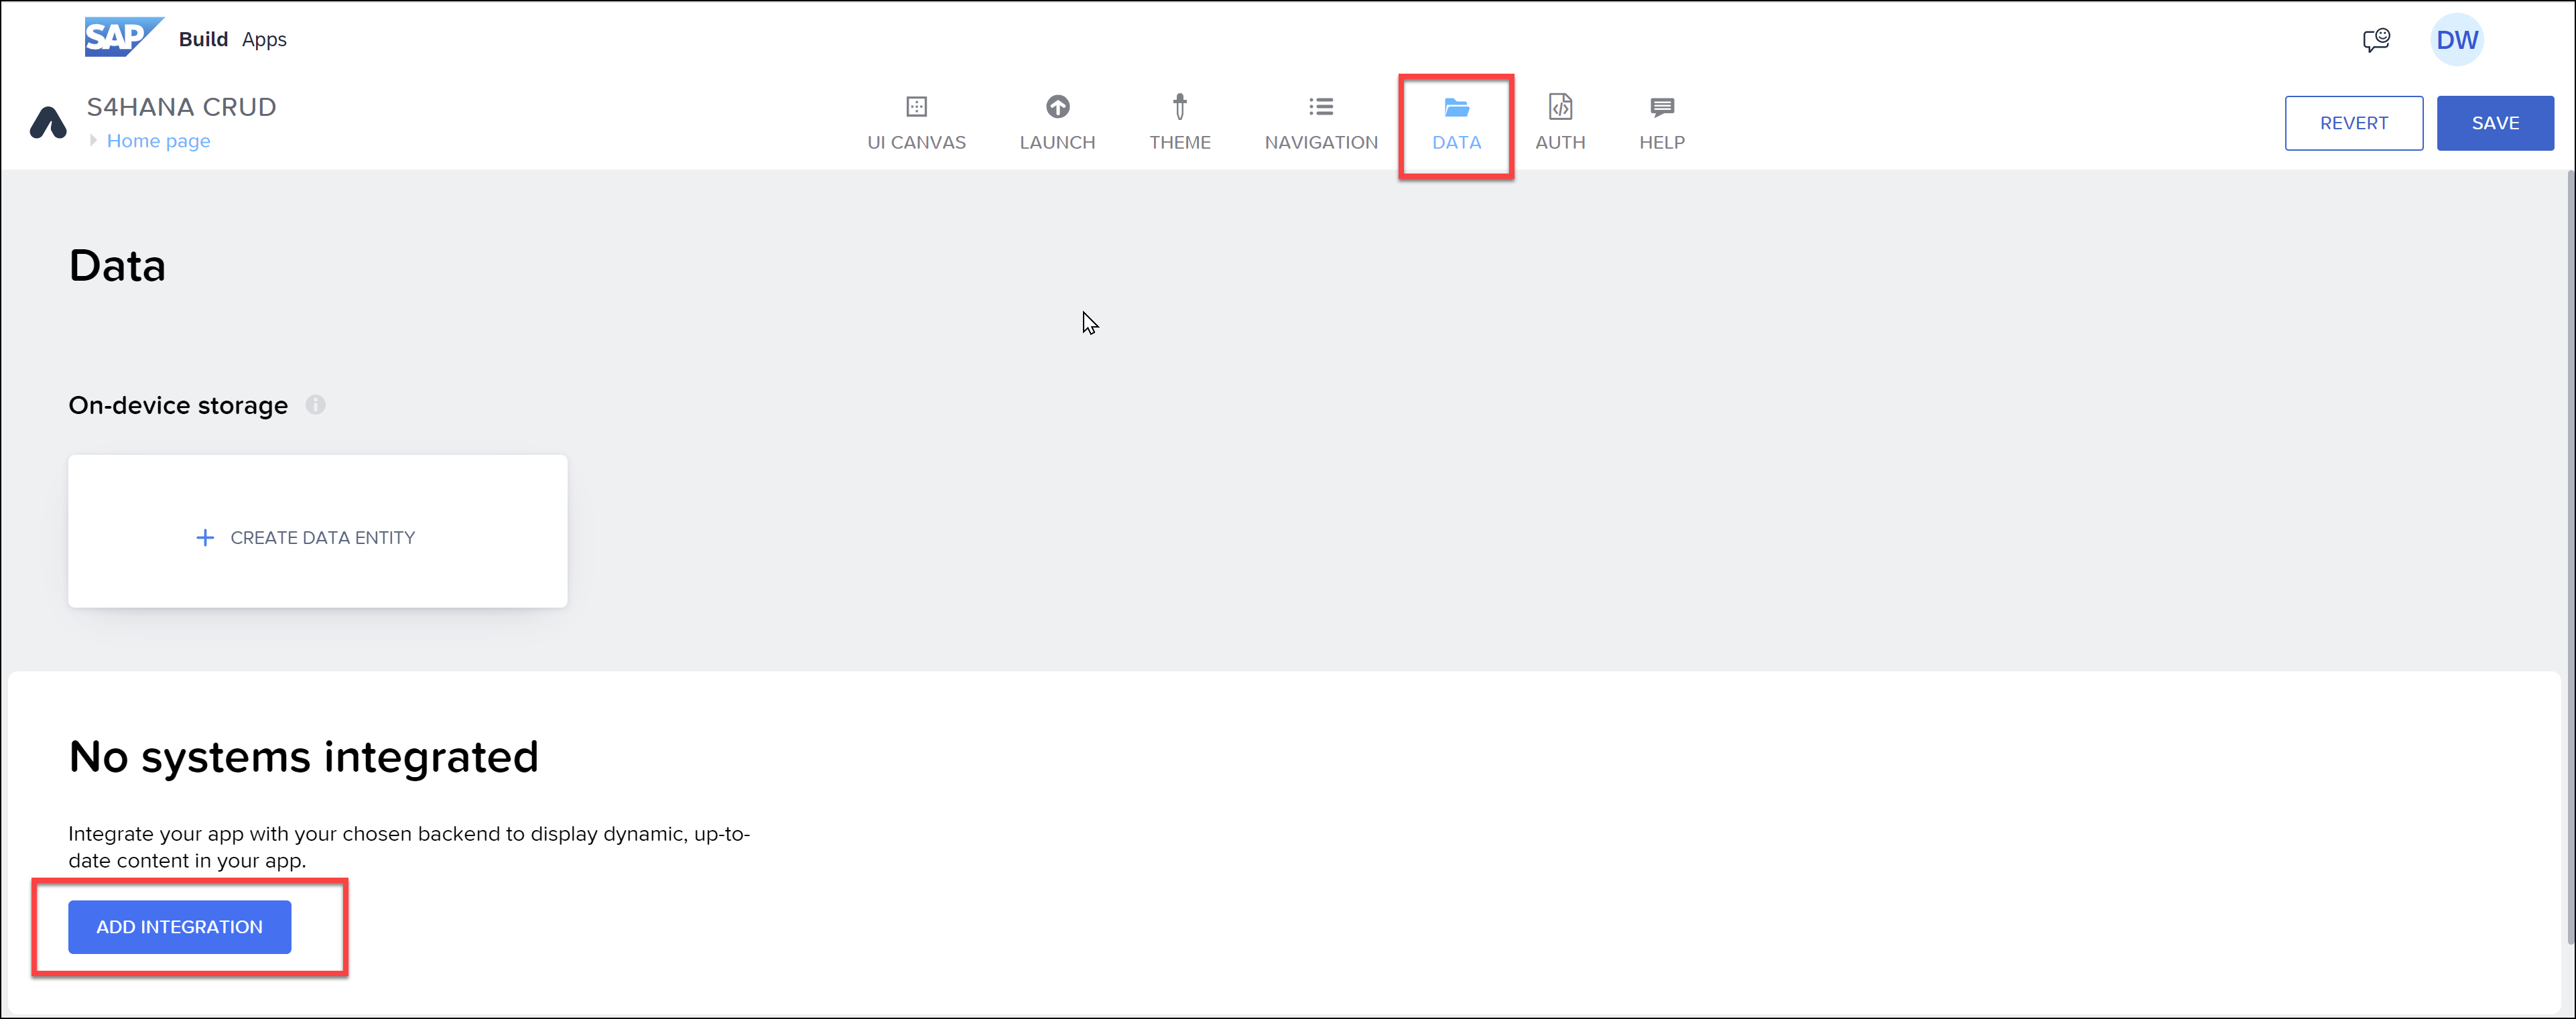 SAP Build Apps
DW
S4HANA CRUD
Home page
UI CANVAS
LAUNCH
THEME
NAVIGATION
DATA
AUTH
HELP
REVERT
SAVE
Data
On-device storage
CREATE DATA ENTITY
No systems integrated
Integrate your app with your chosen backend to display dynamic, up-to-
date content in your app.
ADD INTEGRATION